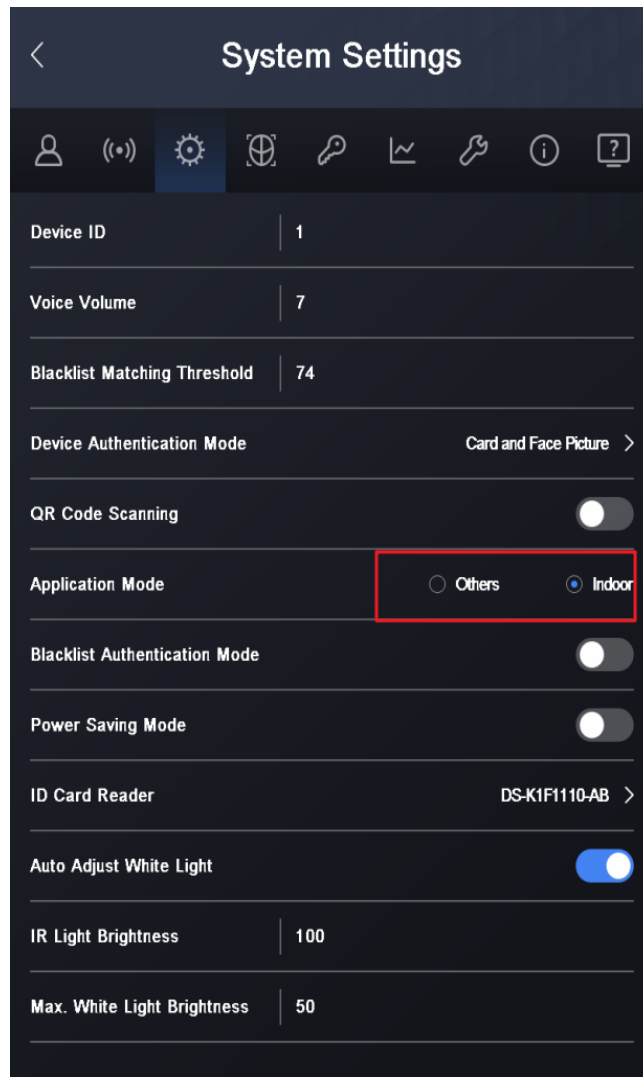 System Settings
Device ID 1
Voice Volume 7
Blacklist Matching Threshold 74
Device Authentication Mode Card and Face Picture
QR Code Scanning
Application Mode Others Indoor
Blacklist Authentication Mode
Power Saving Mode
ID Card Reader DS-K1F1110-AB
Auto Adjust White Light
IR Light Brightness 100
Max. White Light Brightness 50